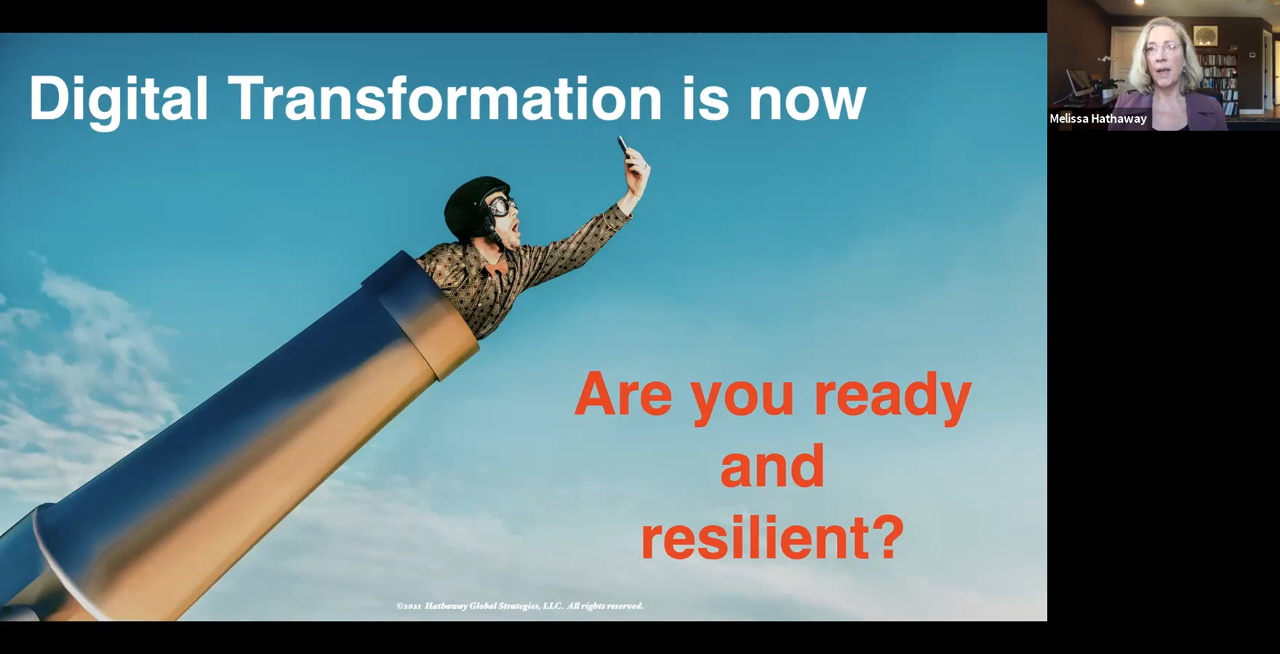 Digital Transformation is now
Melissa Hathaway
Are you ready
and
resilient?
©2021 Hathaway Global Strategies, LLC. All rights reserved.